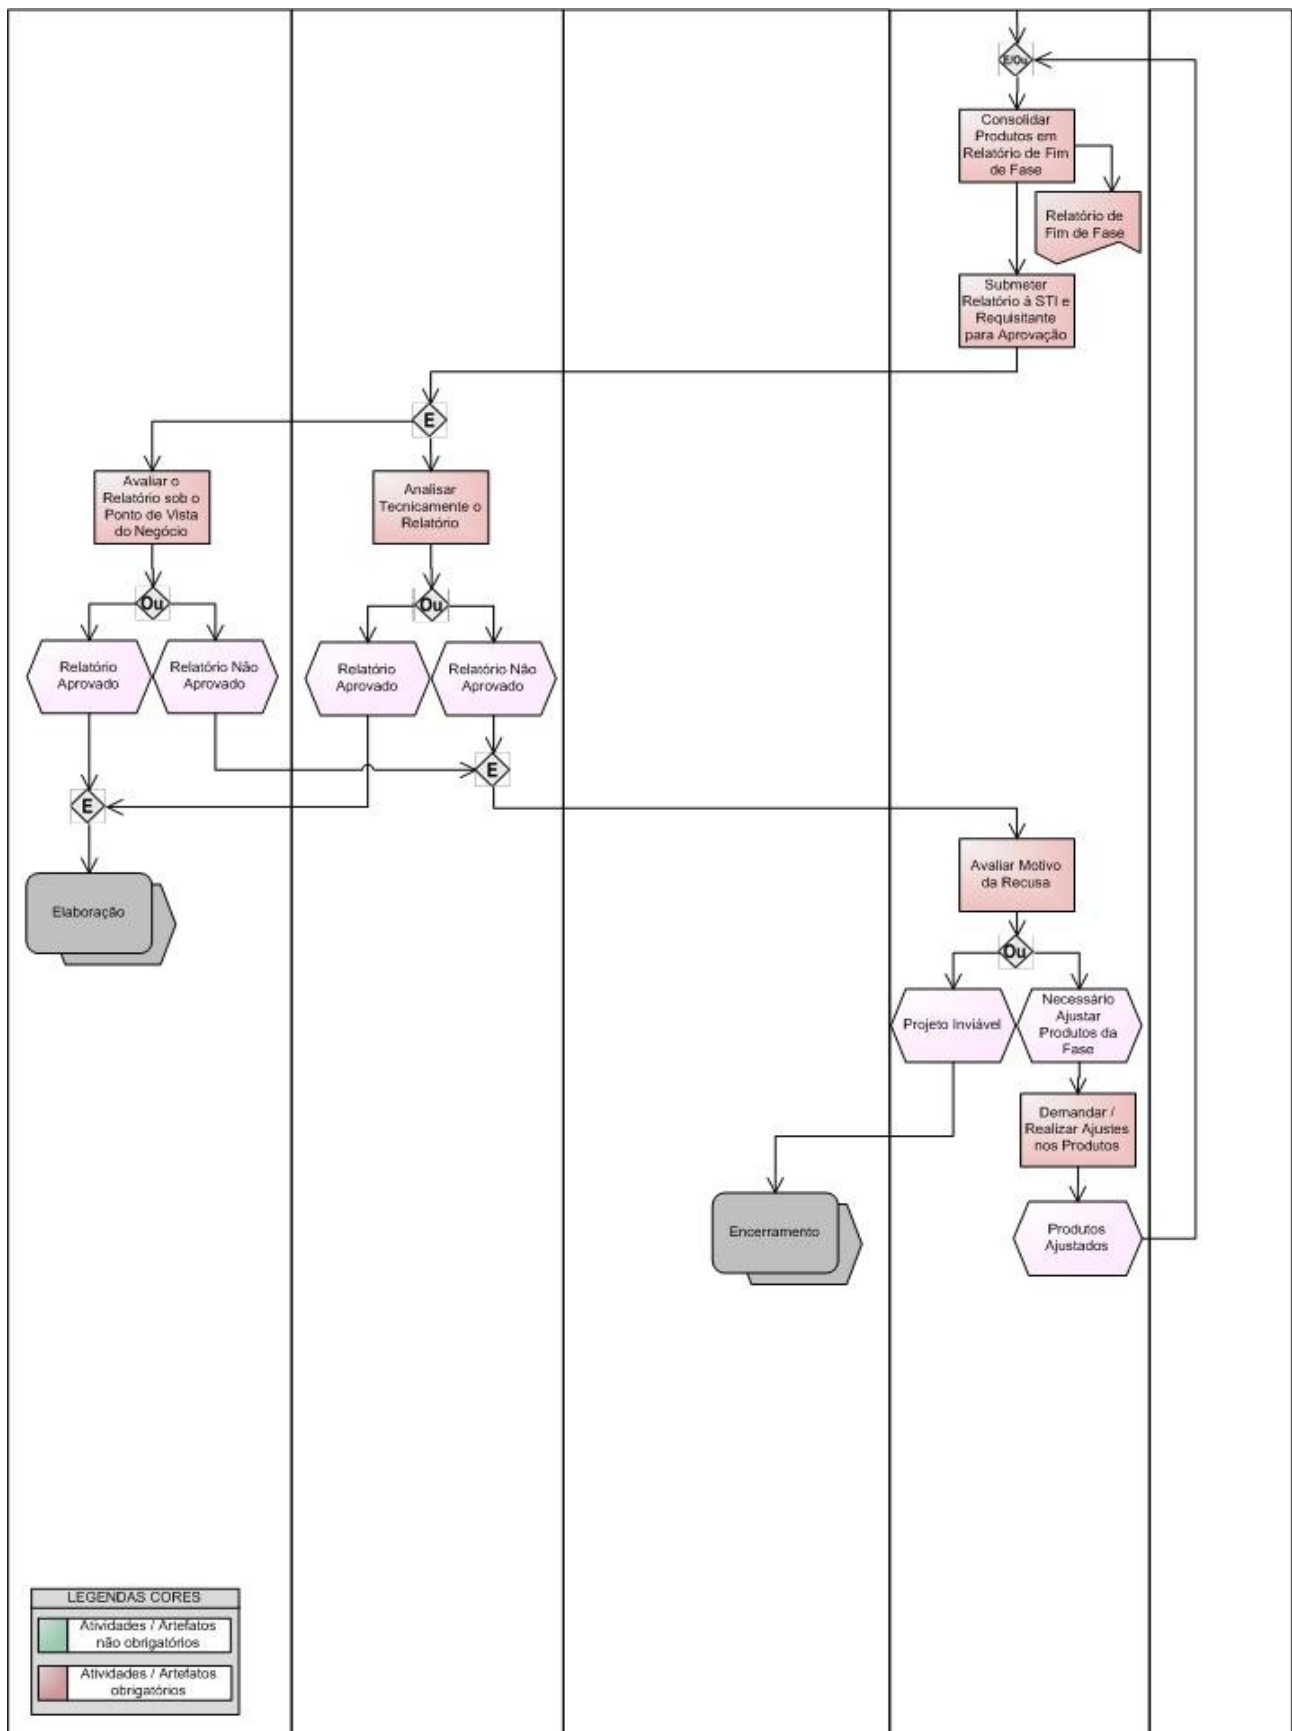 E/Ou
Consolidar
Produtos em
Relatório de Fim
de Fase
Relatório de
Fim de Fase
Submeter
Relatório à STI e
Requisitante
para Aprovação
E
Avaliar o
Relatório sob o
Ponto de Vista
do Negócio
Analisar
Tecnicamente o
Relatório
Ou
Ou
Relatório
Aprovado
Relatório Não
Aprovado
Relatório
Aprovado
Relatório Não
Aprovado
E
E
Elaboração
Avaliar Motivo
da Recusa
Ou
Projeto Inviável
Necessário
Ajustar
Produtos da
Fase
Demandar /
Realizar Ajustes
nos Produtos
Encerramento
Produtos
Ajustados
LEGENDAS CORES
Atividades / Artefatos
não obrigatórios
Atividades / Artefatos
obrigatórios